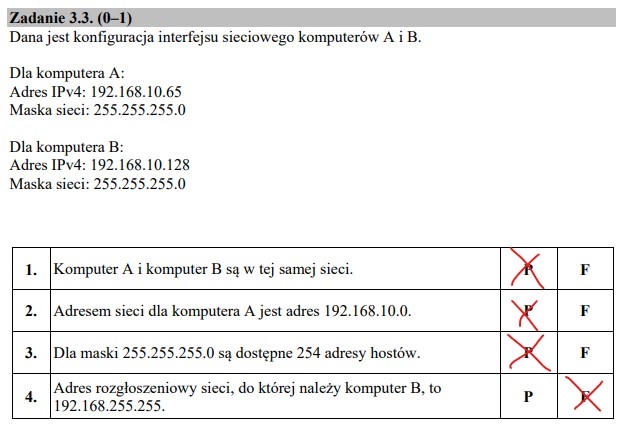 Zadanie 3.3. (0–1)
Dana jest konfiguracja interfejsu sieciowego komputerów A i B.
Dla komputera A:
Adres IPv4: 192.168.10.65
Maska sieci: 255.255.255.0
Dla komputera B:
Adres IPv4: 192.168.10.128
Maska sieci: 255.255.255.0
1. Komputer A i komputer B są w tej samej sieci. P F
2. Adresem sieci dla komputera A jest adres 192.168.10.0. P F
3. Dla maski 255.255.255.0 są dostępne 254 adresy hostów. P F
4. Adres rozgłoszeniowy sieci, do której należy komputer B, to P F
192.168.255.255.